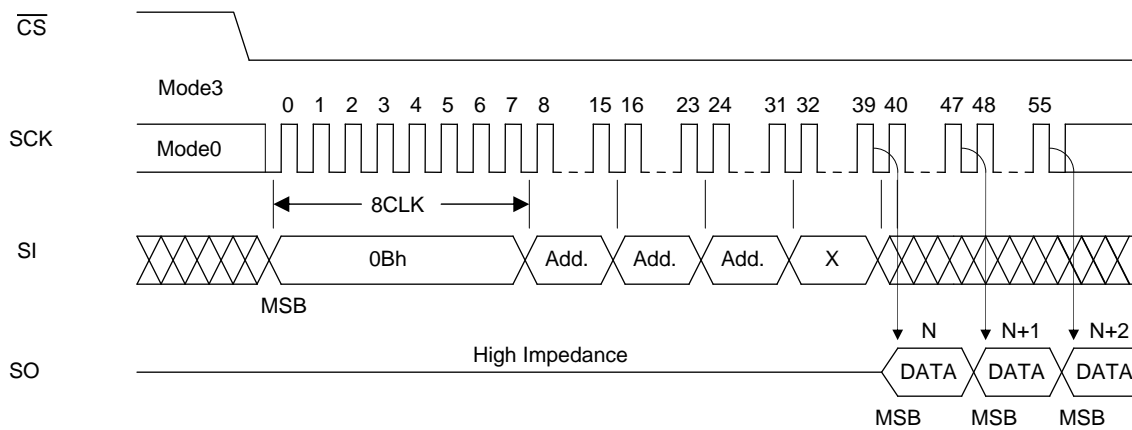 CS
Mode3
0 1 2 3 4 5 6 7 8 15 16 23 24 31 32 39 40 47 48 55
SCK
Mode0
8CLK
SI
0Bh Add. Add. Add. X
MSB
N N+1 N+2
High Impedance
SO
DATA DATA DATA
MSB MSB MSB